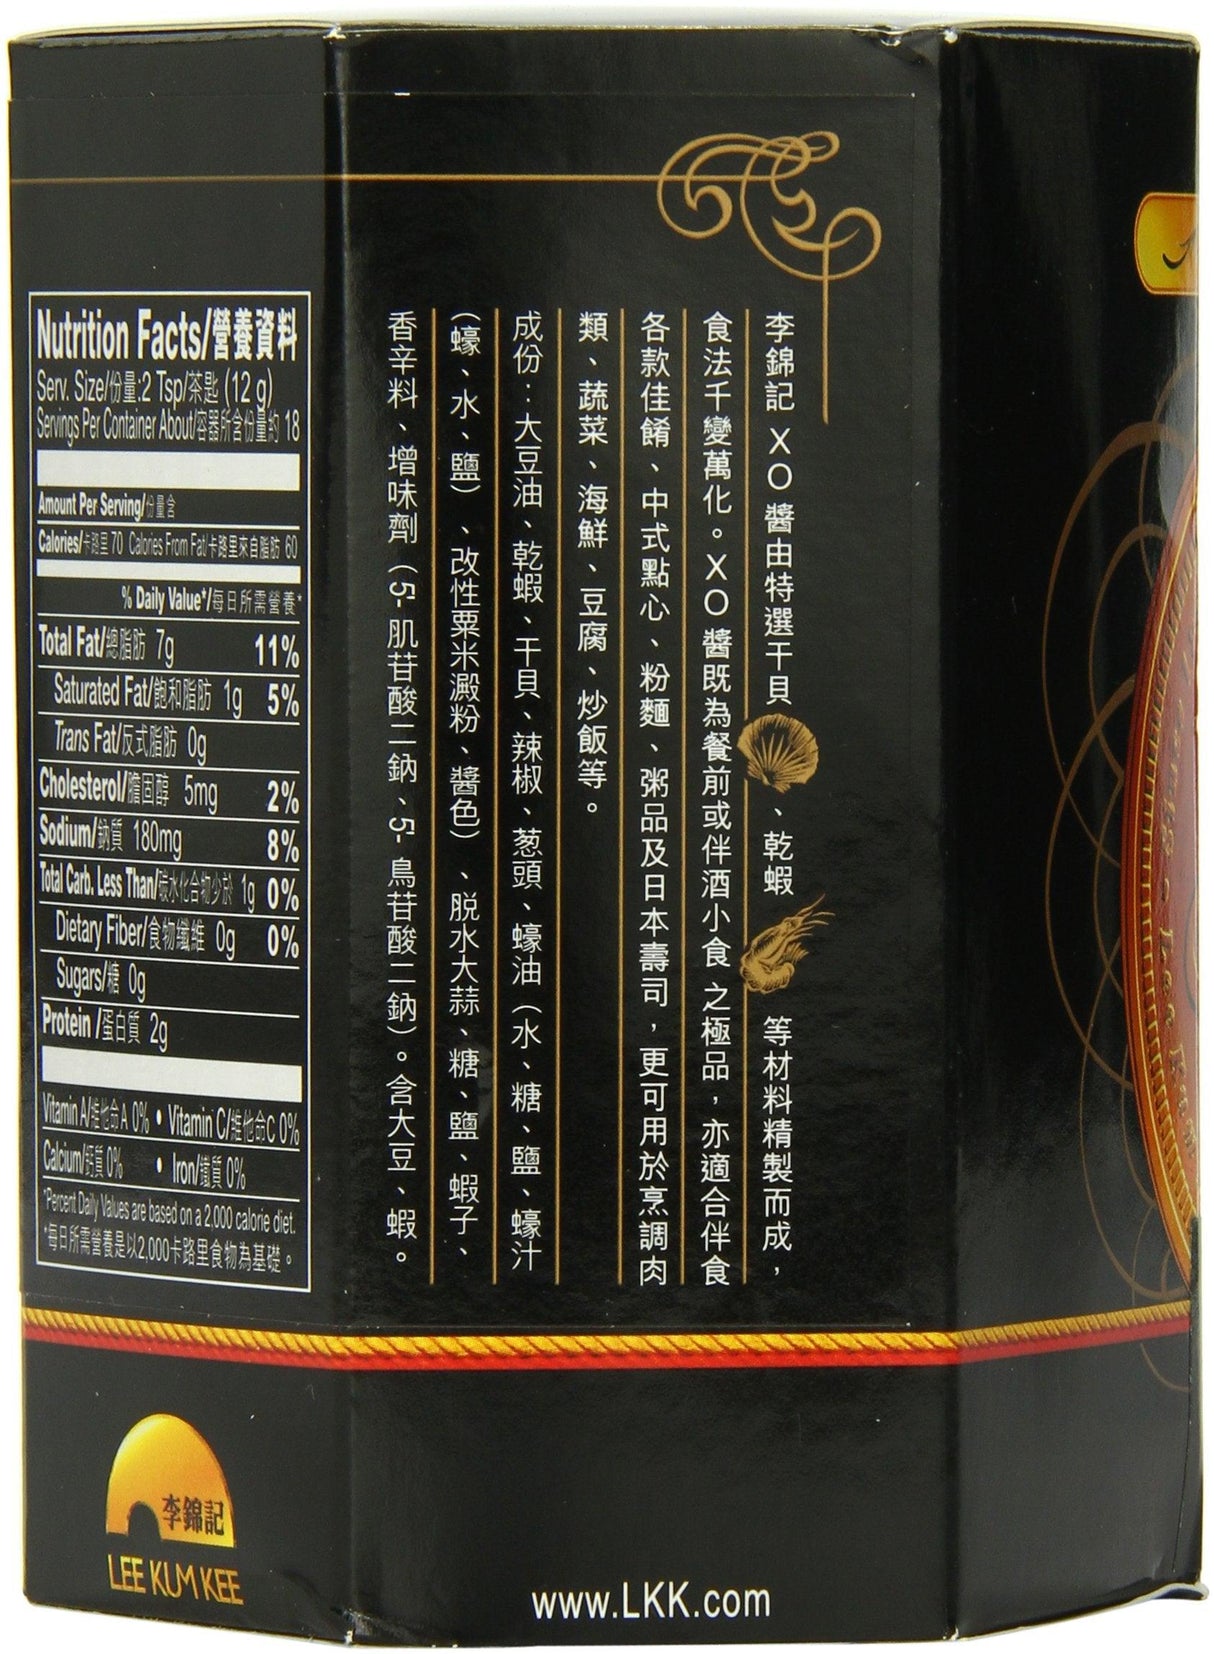 Nutrition Facts/營養資料
Serv. Size/份量:2 Tsp/茶匙 (12 g)
Servings Per Container About/容器所含份量約 18
Amount Per Serving/份量含
Calories/卡路里 70 Calories From Fat/卡路里來自脂肪 60
% Daily Value*/每日所需營養*
Total Fat/總脂肪 7g 11%
Saturated Fat/飽和脂肪 1g 5%
Trans Fat/反式脂肪 0g
Cholesterol/膽固醇 5mg 2%
Sodium/鈉質 180mg 8%
Total Carb. Less Than/碳水化合物少於 1g 0%
Dietary Fiber/食物纖維 0g 0%
Sugars/糖 0g
Protein /蛋白質 2g
Vitamin A/維他命A 0% • Vitamin C/維他命C 0%
Calcium/鈣質 0% • Iron/鐵質 0%
*Percent Daily Values are based on a 2,000 calorie diet.
*每日所需營養是以2,000卡路里食物為基礎。
李錦記XO醬由特選干貝、乾蝦等材料精製而成，
食法千變萬化。XO醬既為餐前或伴酒小食之極品，亦適合伴食
各款佳餚、中式點心、粉麵、粥品及日本壽司，更可用於烹調肉
類、蔬菜、海鮮、豆腐、炒飯等。
成份：大豆油、乾蝦、干貝、辣椒、葱頭、蠔油（水、糖、鹽、蠔汁
（蠔、水、鹽）、改性粟米澱粉、醬色）、脱水大蒜、糖、鹽、蝦子、
香辛料、增味劑（5'-肌苷酸二鈉、5'-鳥苷酸二鈉）。含大豆、蝦。
李錦記
LEE KUM KEE
www.LKK.com